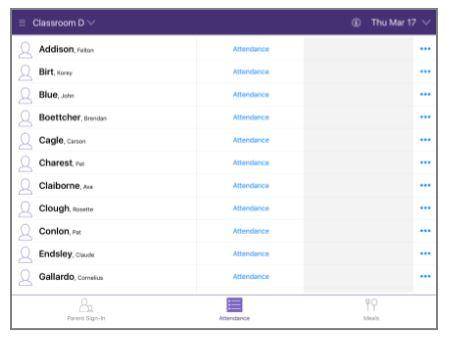 Classroom D Thu Mar 17
Addison, Felton Attendance
Birt, Korey Attendance
Blue, John Attendance
Boettcher, Brendan Attendance
Cagle, Carson Attendance
Charest, Pat Attendance
Claiborne, Ava Attendance
Clough, Rosette Attendance
Conlon, Pat Attendance
Endsley, Claude Attendance
Gallardo, Cornelius Attendance
Parent Sign-In Attendance Meals